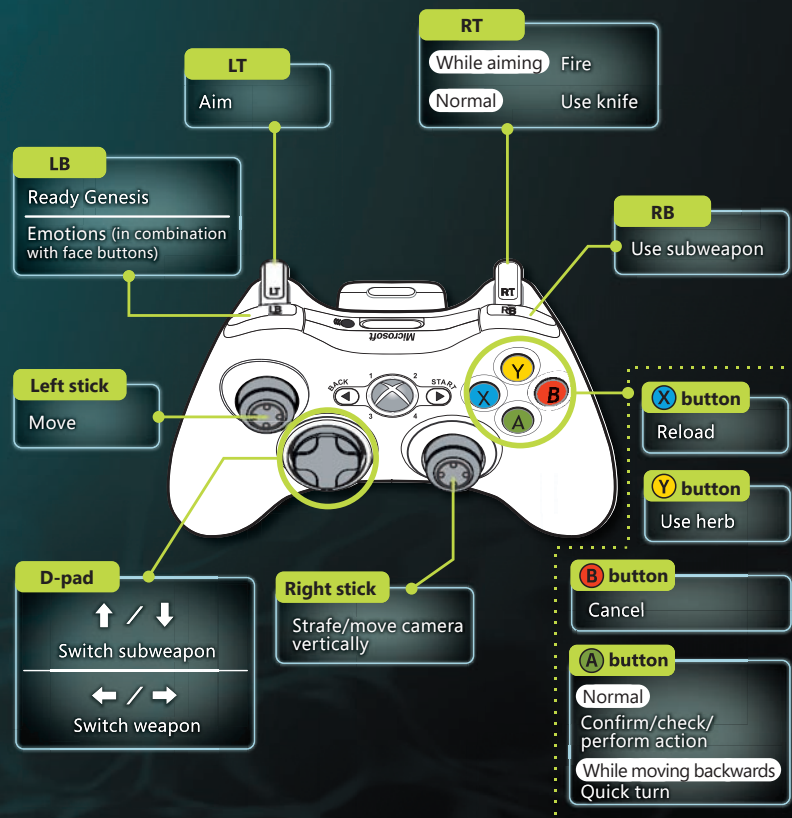 RT
While aiming Fire
Normal Use knife
LT
Aim
LB
Ready Genesis
Emotions (in combination
with face buttons)
RB
Use subweapon
LT
LB
RT
RB
Microsoft
Y
X
B
A
BACK
START
1
2
3
4
Left stick
Move
X button
Reload
Y button
Use herb
D-pad
↑ / ↓
Switch subweapon
← / →
Switch weapon
Right stick
Strafe/move camera
vertically
B button
Cancel
A button
Normal
Confirm/check/
perform action
While moving backwards
Quick turn